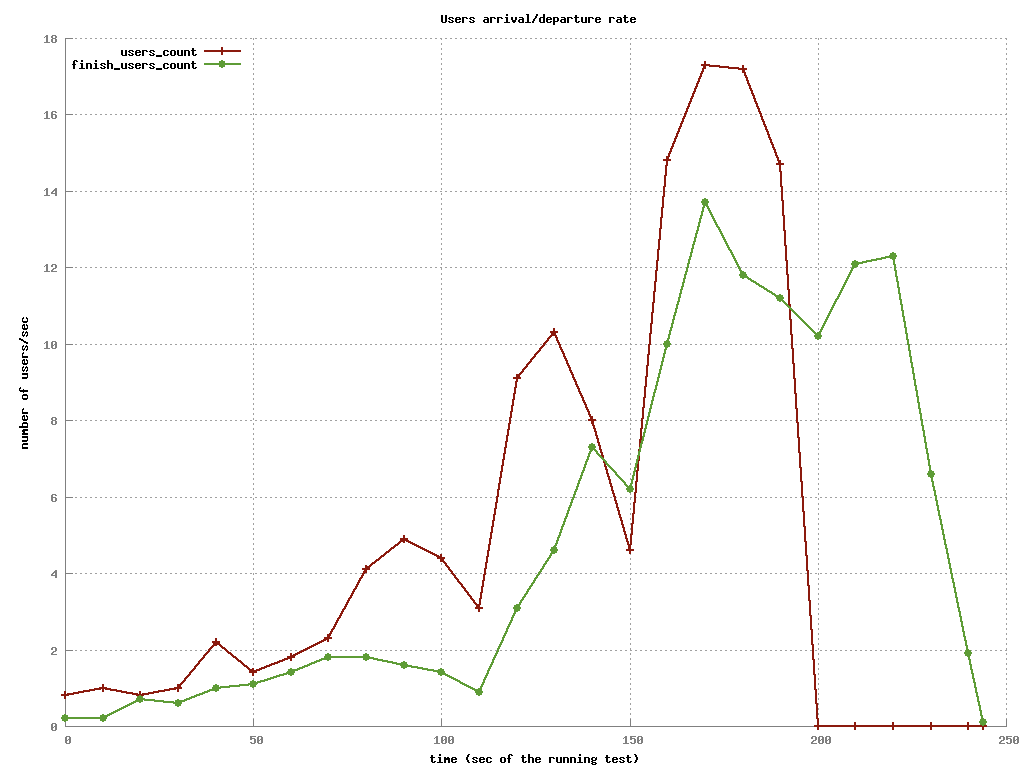 Users arrival/departure rate
users_count
finish_users_count
18
16
14
12
10
8
6
4
2
0
number of users/sec
0 50 100 150 200 250
time (sec of the running test)